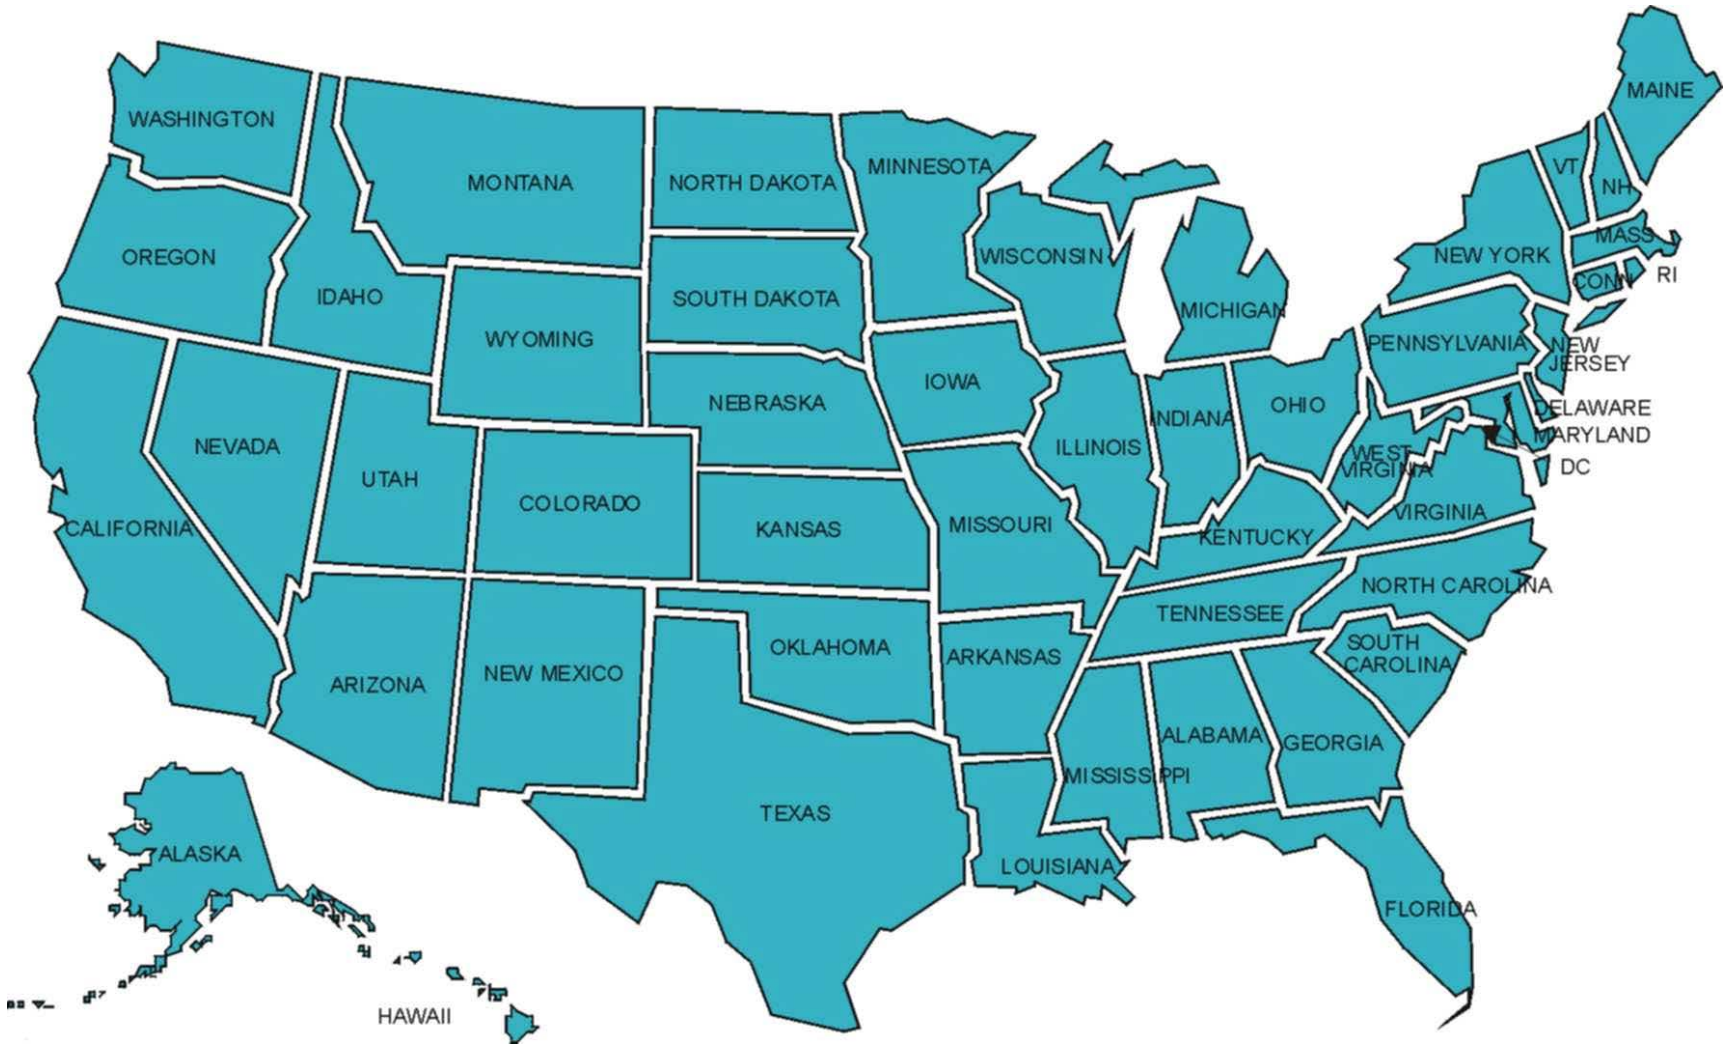 WASHINGTON
MONTANA
NORTH DAKOTA
MINNESOTA
MAINE
VT
NH
OREGON
IDAHO
WYOMING
SOUTH DAKOTA
WISCONSIN
MICHIGAN
NEW YORK
MASS
CONN
RI
NEVADA
UTAH
COLORADO
NEBRASKA
IOWA
ILLINOIS
INDIANA
OHIO
PENNSYLVANIA
NEW
JERSEY
DELAWARE
MARYLAND
DC
WEST
VIRGINIA
VIRGINIA
CALIFORNIA
KANSAS
MISSOURI
KENTUCKY
NORTH CAROLINA
TENNESSEE
SOUTH
CAROLINA
ARIZONA
NEW MEXICO
OKLAHOMA
ARKANSAS
MISSISSIPPI
ALABAMA
GEORGIA
TEXAS
LOUISIANA
FLORIDA
ALASKA
HAWAII